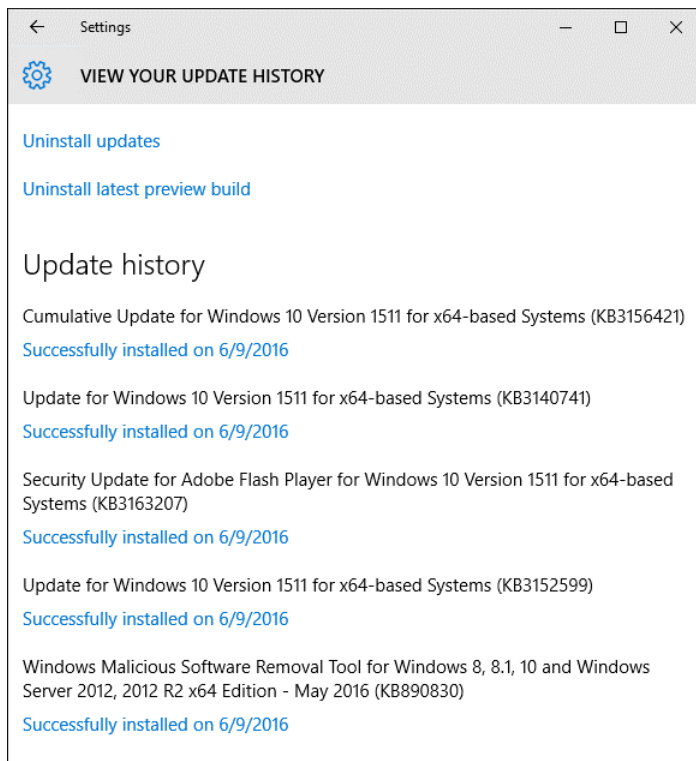 Settings
VIEW YOUR UPDATE HISTORY
Uninstall updates
Uninstall latest preview build
Update history
Cumulative Update for Windows 10 Version 1511 for x64-based Systems (KB3156421)
Successfully installed on 6/9/2016
Update for Windows 10 Version 1511 for x64-based Systems (KB3140741)
Successfully installed on 6/9/2016
Security Update for Adobe Flash Player for Windows 10 Version 1511 for x64-based
Systems (KB3163207)
Successfully installed on 6/9/2016
Update for Windows 10 Version 1511 for x64-based Systems (KB3152599)
Successfully installed on 6/9/2016
Windows Malicious Software Removal Tool for Windows 8, 8.1, 10 and Windows
Server 2012, 2012 R2 x64 Edition - May 2016 (KB890830)
Successfully installed on 6/9/2016